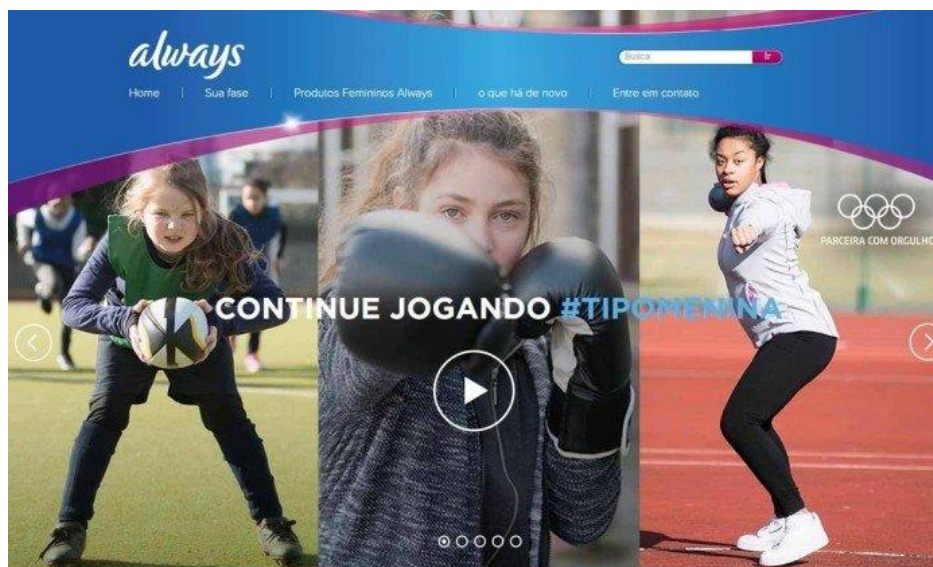 always
Busca Ir
Home | Sua fase | Produtos Femininos Always | o que há de novo | Entre em contato
PARCEIRA COM ORGULHO
CONTINUE JOGANDO #TIPOMENINA